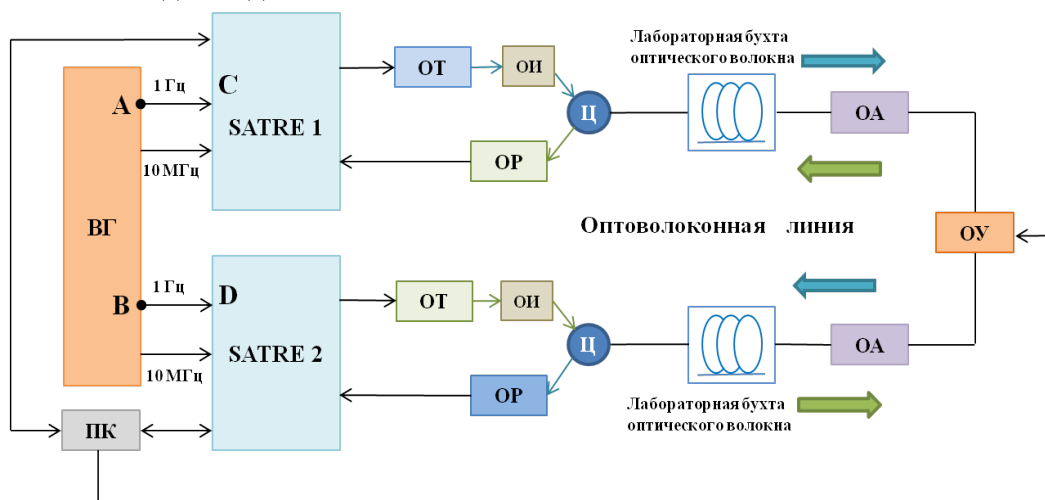 Лабораторная бухта
оптического волокна
1 Гц
A
C
ОТ
ОИ
SATRE 1
Ц
ОА
10 МГц
ОР
ВГ
Оптоволоконная линия
ОУ
1 Гц
B
D
ОТ
ОИ
SATRE 2
Ц
ОА
10 МГц
ОР
Лабораторная бухта
оптического волокна
ПК